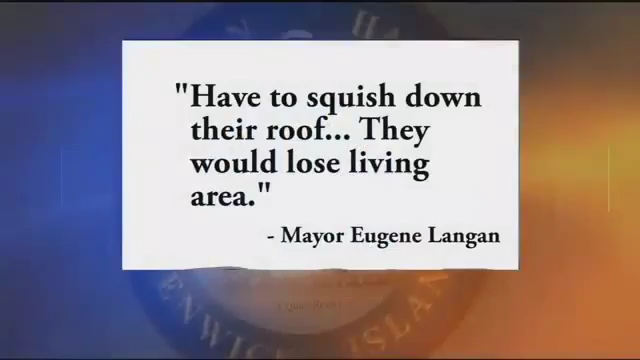 "Have to squish down
their roof... They
would lose living
area."
- Mayor Eugene Langan